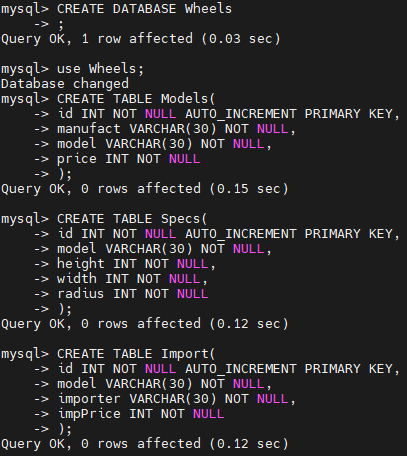 mysql> CREATE DATABASE Wheels
    -> ;
Query OK, 1 row affected (0.03 sec)

mysql> use Wheels;
Database changed
mysql> CREATE TABLE Models(
    -> id INT NOT NULL AUTO_INCREMENT PRIMARY KEY,
    -> manufact VARCHAR(30) NOT NULL,
    -> model VARCHAR(30) NOT NULL,
    -> price INT NOT NULL
    -> );
Query OK, 0 rows affected (0.15 sec)

mysql> CREATE TABLE Specs(
    -> id INT NOT NULL AUTO_INCREMENT PRIMARY KEY,
    -> model VARCHAR(30) NOT NULL,
    -> height INT NOT NULL,
    -> width INT NOT NULL,
    -> radius INT NOT NULL
    -> );
Query OK, 0 rows affected (0.12 sec)

mysql> CREATE TABLE Import(
    -> id INT NOT NULL AUTO_INCREMENT PRIMARY KEY,
    -> model VARCHAR(30) NOT NULL,
    -> importer VARCHAR(30) NOT NULL,
    -> impPrice INT NOT NULL
    -> );
Query OK, 0 rows affected (0.12 sec)